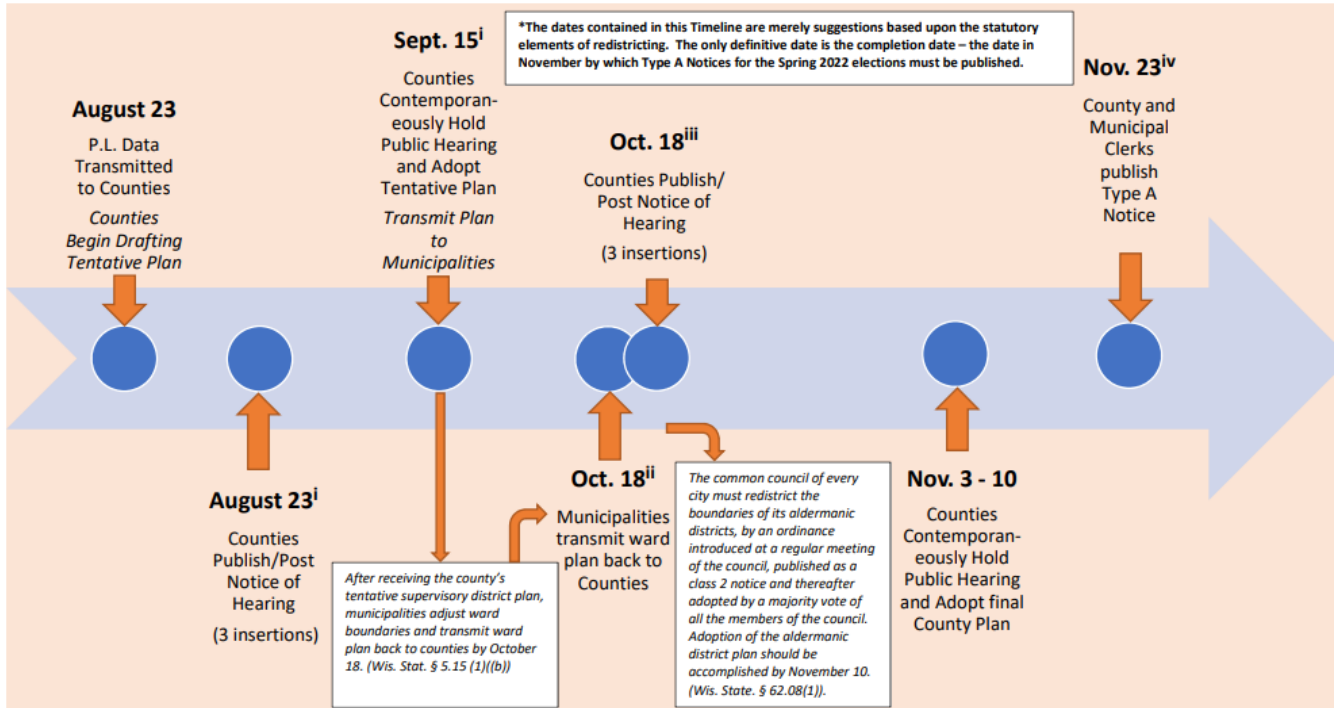 *The dates contained in this Timeline are merely suggestions based upon the statutory
elements of redistricting.  The only definitive date is the completion date – the date in
November by which Type A Notices for the Spring 2022 elections must be published.
August 23
P.L. Data
Transmitted
to Counties
Counties
Begin Drafting
Tentative Plan
August 23i
Counties
Publish/Post
Notice of
Hearing
(3 insertions)
Sept. 15i
Counties
Contemporan-
eously Hold
Public Hearing
and Adopt
Tentative Plan
Transmit Plan
to
Municipalities
After receiving the county's
tentative supervisory district plan,
municipalities adjust ward
boundaries and transmit ward
plan back to counties by October
18. (Wis. Stat. § 5.15 (1)((b))
Oct. 18ii
Municipalities
transmit ward
plan back to
Counties
Oct. 18iii
Counties Publish/
Post Notice of
Hearing
(3 insertions)
The common council of every
city must redistrict the
boundaries of its aldermanic
districts, by an ordinance
introduced at a regular meeting
of the council, published as a
class 2 notice and thereafter
adopted by a majority vote of
all the members of the council.
Adoption of the aldermanic
district plan should be
accomplished by November 10.
(Wis. State. § 62.08(1)).
Nov. 3 - 10
Counties
Contemporan-
eously Hold
Public Hearing
and Adopt final
County Plan
Nov. 23iv
County and
Municipal
Clerks
publish
Type A
Notice